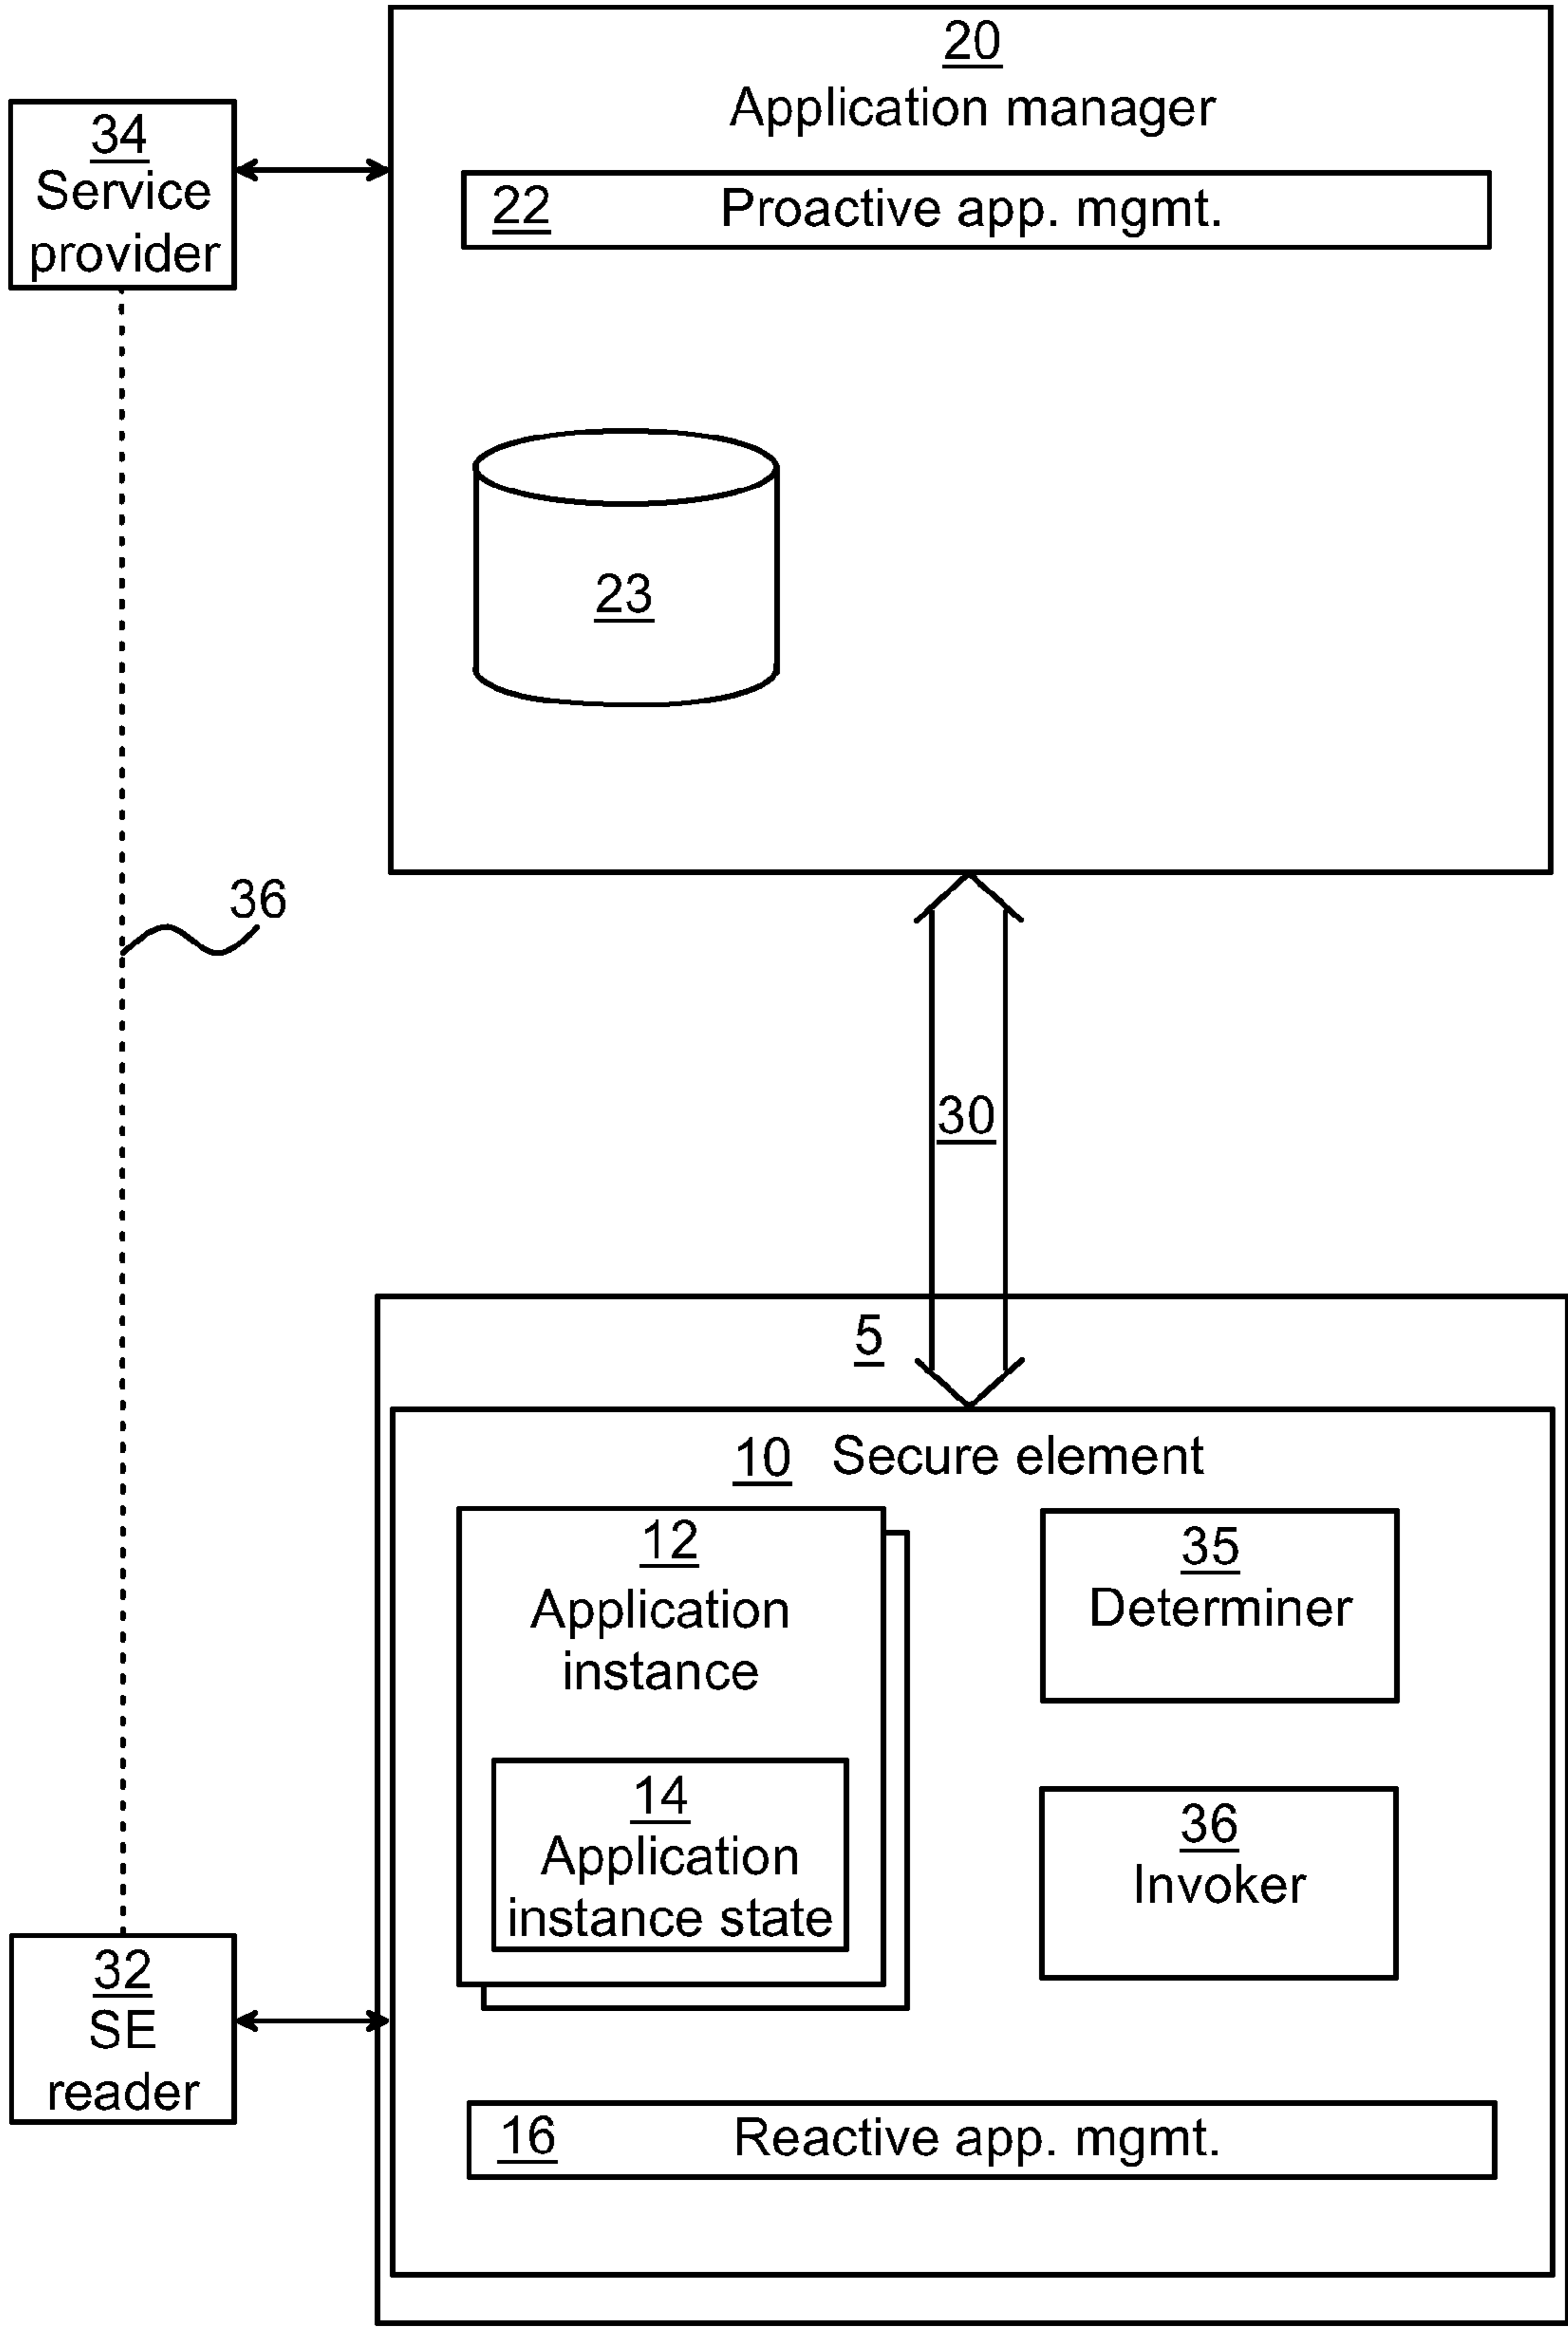 20
Application manager
34
Service
provider
22 Proactive app. mgmt.
23
36
30
5
10 Secure element
12
Application
instance
14
Application
instance state
35
Determiner
36
Invoker
32
SE
reader
16 Reactive app. mgmt.